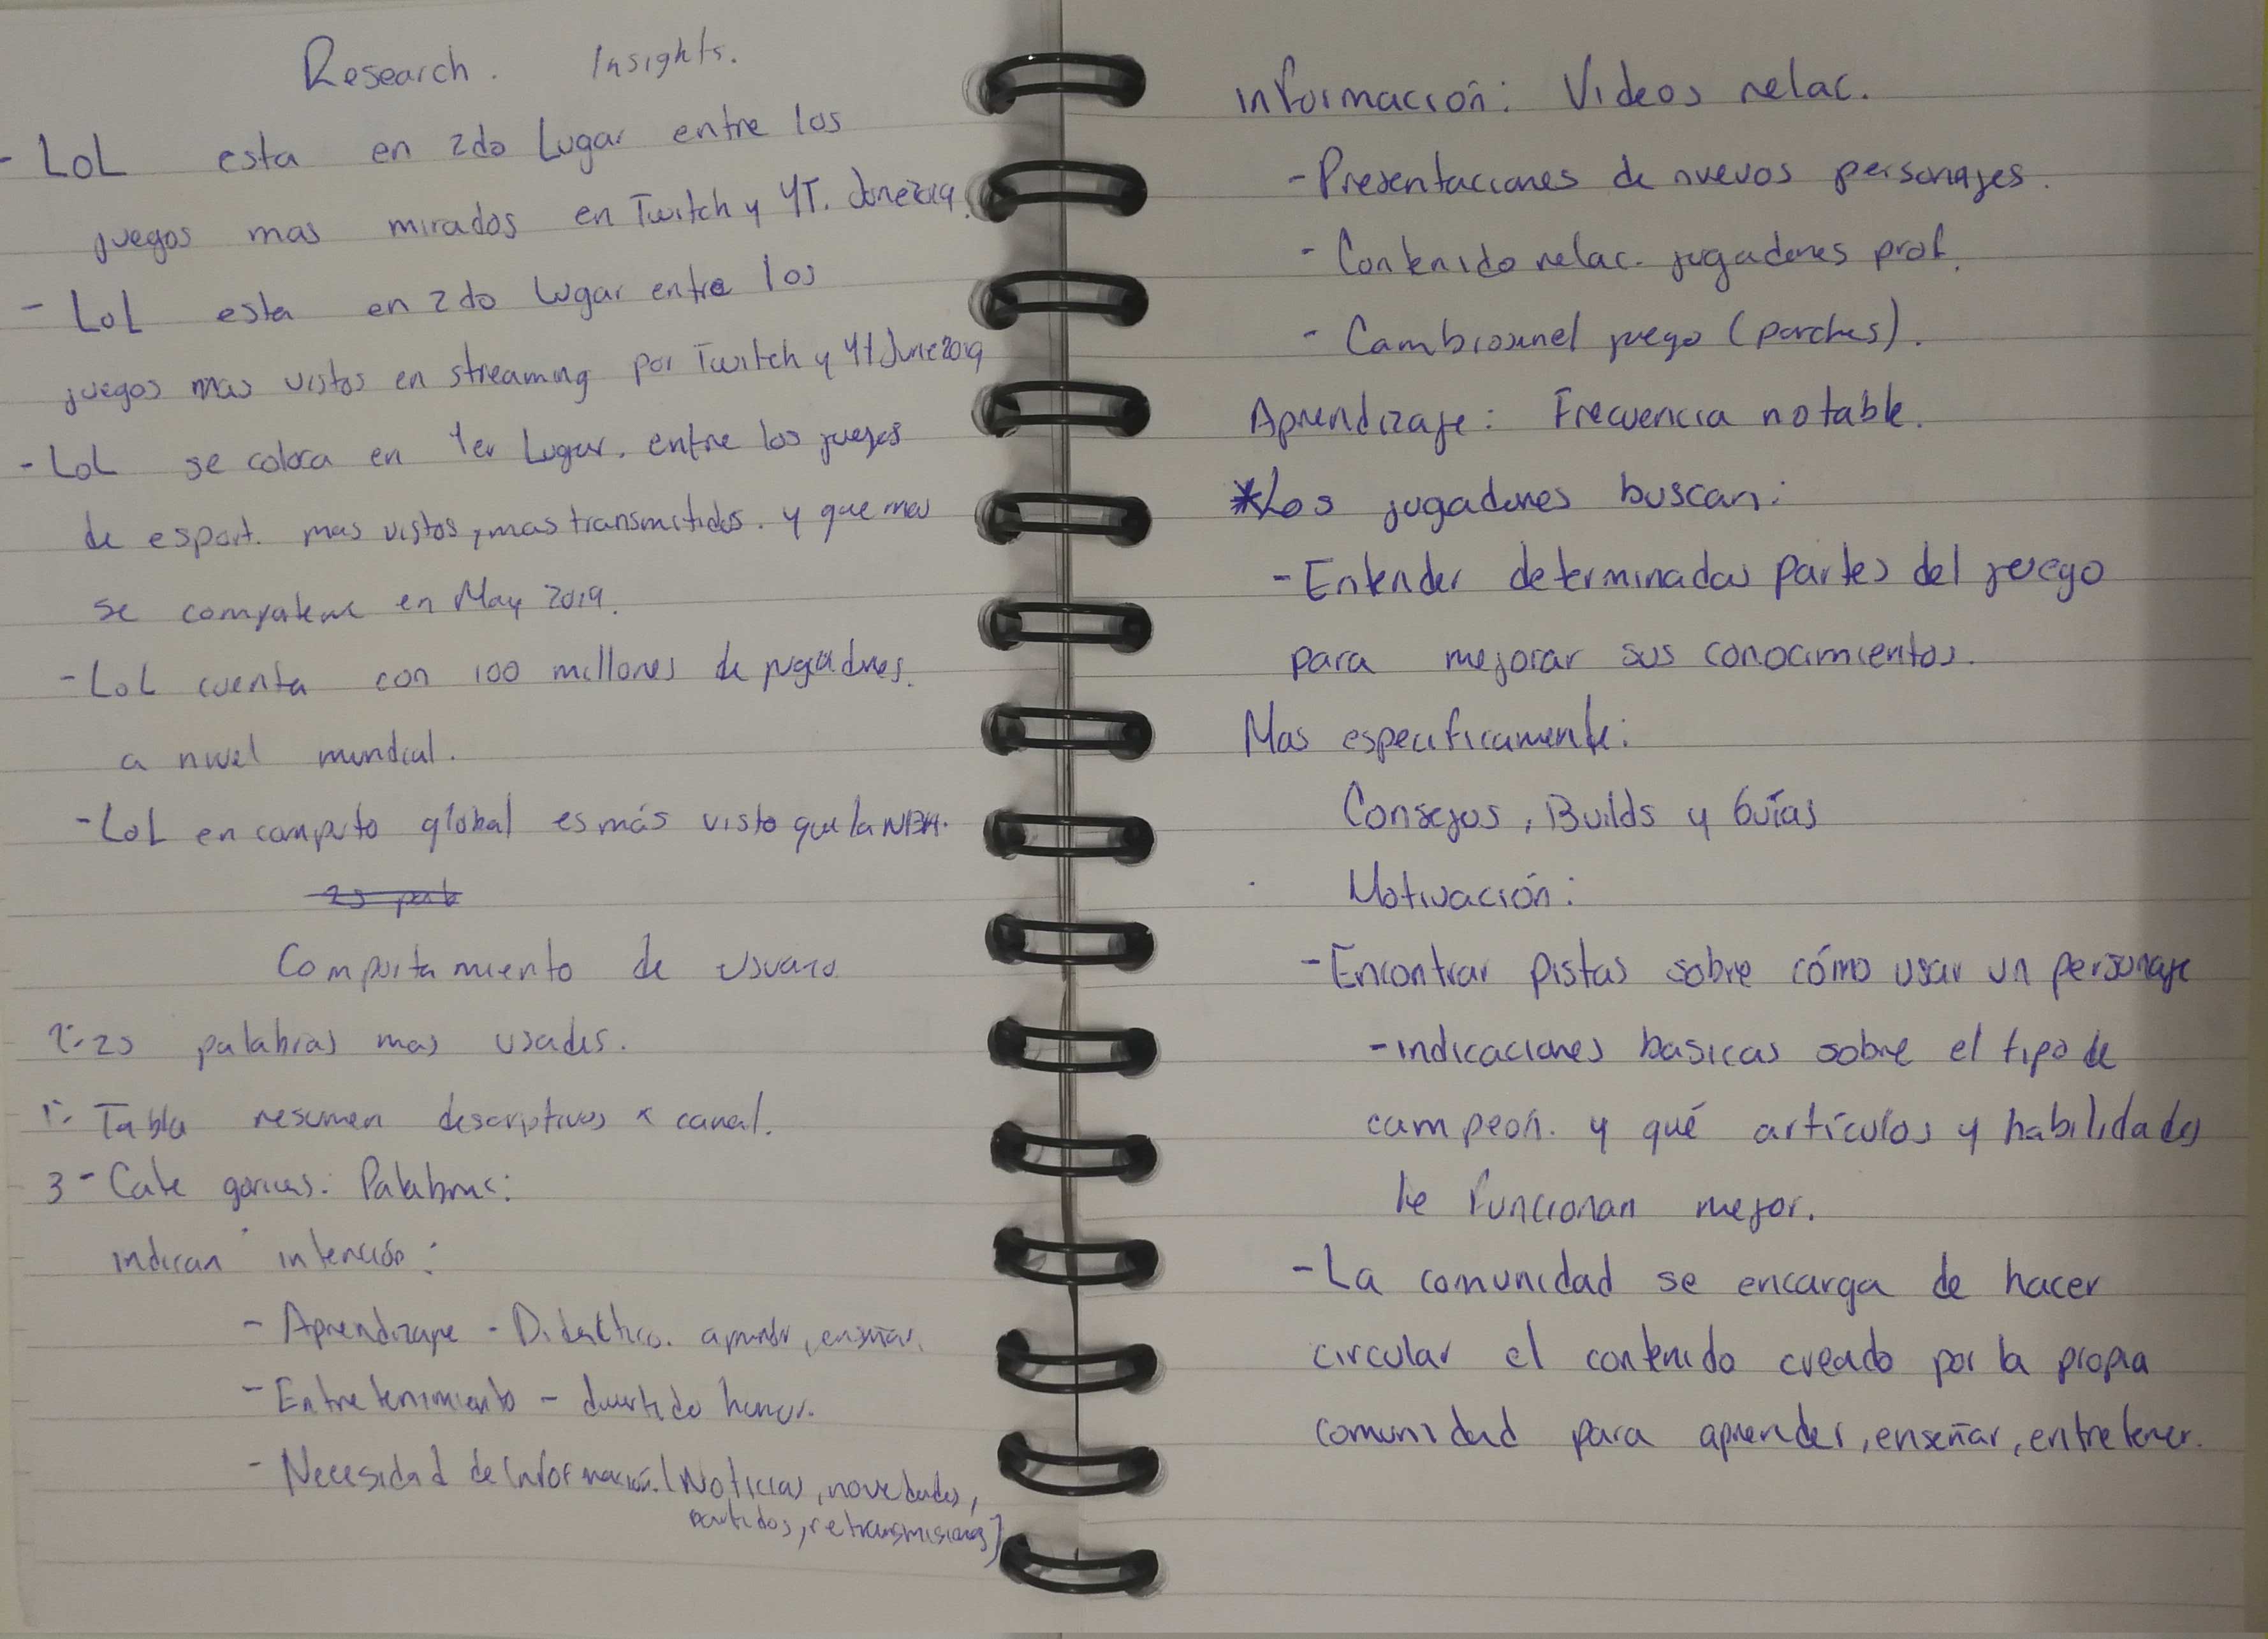 Research. Insights.
- LoL esta en 2do Lugar entre los
juegos mas mirados en Twitch y YT. June 2019.
- LoL esta en 2do lugar entre los
juegos mas vistos en streaming por Twitch y Yt June 2019
- LoL se coloca en 1er Lugar. entre los juegos
de esport. mas vistos, mas transmitidos. y que mas
se en May 2019.
- LoL cuenta con 100 millones de jugadores.
a nivel mundial.
- LoL en computo global es más visto que la NBA.
Comportamiento de usuario
2.- 25 palabras mas usadas.
1.- Tabla resumen descriptivos x canal.
3 - Categorias. Palabras:
indican intención:
- Aprendizaje - Didactico. aprender, enseñar.
- Entretenimiento - divertido humor.
- Necesidad de información. (Noticias, novedades,
partidos, retransmisiones)
información: Videos relac.
- Presentaciones de nuevos personajes.
- Contenido relac. jugadores prof.
- Cambios en el juego (parches).
Aprendizaje: Frecuencia notable.
*Los jugadores buscan:
- Entender determinadas partes del juego
para mejorar sus conocimientos.
Mas especificamente:
Consejos, Builds y Guías
Motivación:
- Encontrar pistas sobre cómo usar un personaje
- indicaciones basicas sobre el tipo de
campeon. y qué artículos y habilidades
le funcionan mejor.
- La comunidad se encarga de hacer
circular el contenido creado por la propia
comunidad para aprender, enseñar, entretener.